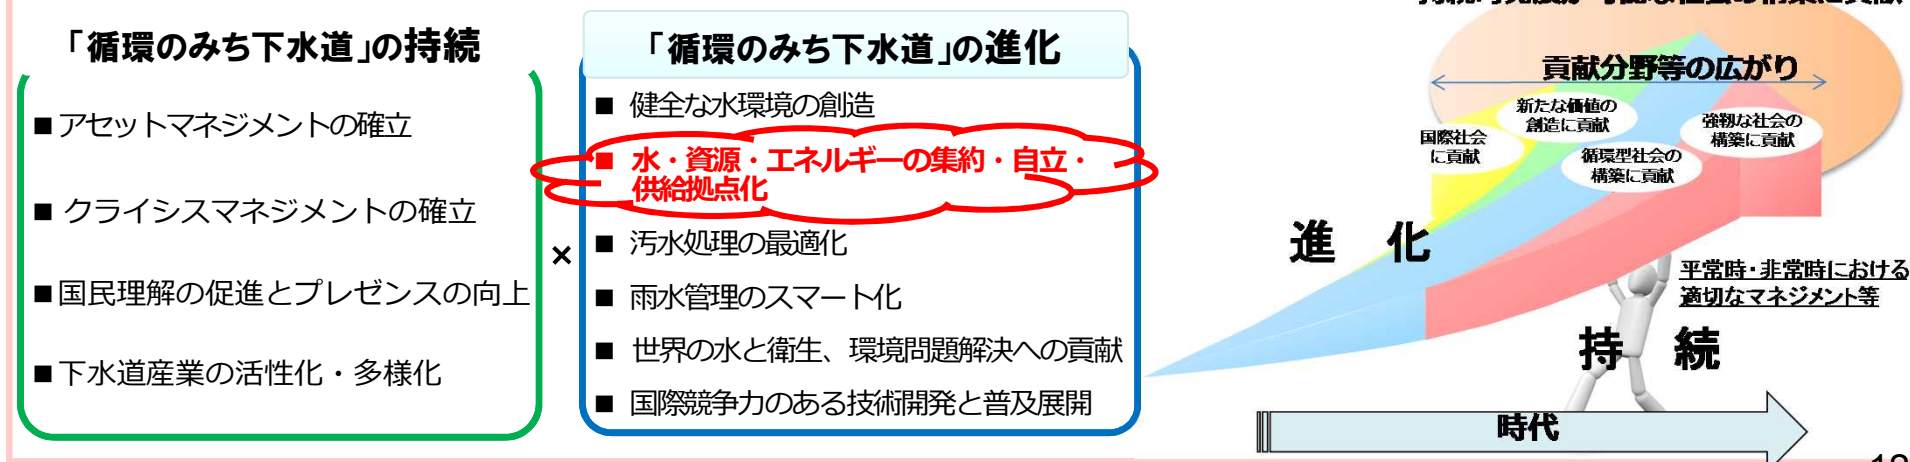 「循環のみち下水道」の持続
■アセットマネジメントの確立
■ クライシスマネジメントの確立
■国民理解の促進とプレゼンスの向上
■下水道産業の活性化・多様化
×
「循環のみち下水道」の進化
■ 健全な水環境の創造
■ 水・資源・エネルギーの集約・自立・
供給拠点化
■ 汚水処理の最適化
■ 雨水管理のスマート化
■ 世界の水と衛生、環境問題解決への貢献
■ 国際競争力のある技術開発と普及展開
貢献分野等の広がり
新たな価値の
創造に貢献
強靱な社会の
構築に貢献
国際社会
に貢献
循環型社会の
構築に貢献
進 化
平常時・非常時における
適切なマネジメント等
持 続
時代